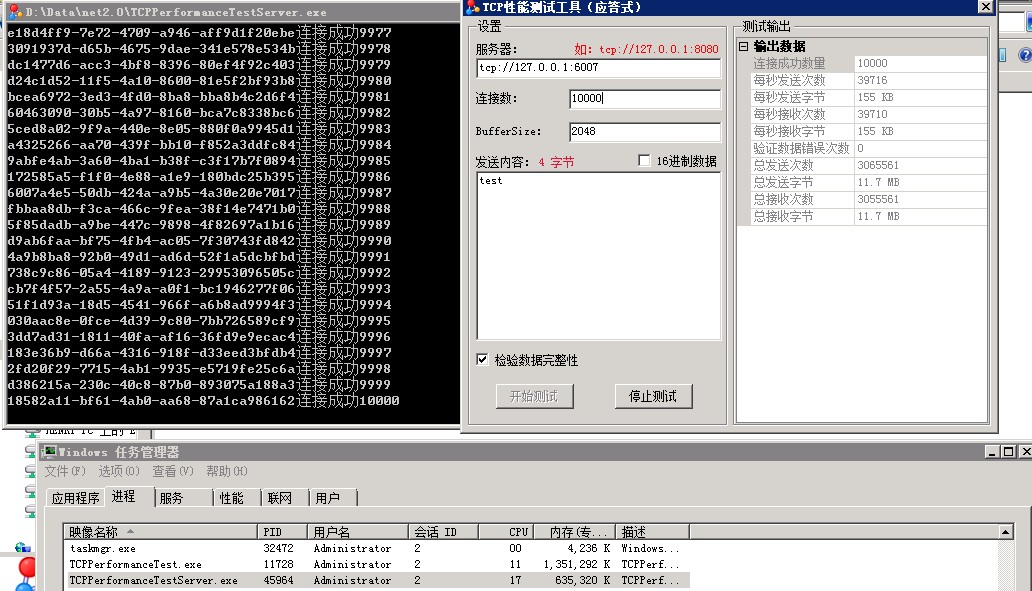 D:\Data\net2.0\TCPPerformanceTestServer.exe
e18d4ff9-7e72-4709-a946-aff9d1f20ebe连接成功9977
3091937d-d65b-4675-9dae-341e578e534b连接成功9978
dc1477d6-acc3-4bf8-8396-80ef4f92c403连接成功9979
d24c1d52-11f5-4a10-8600-81e5f2bf93b8连接成功9980
bcea6972-3ed3-4fd0-8ba8-bba8b4c2d6f4连接成功9981
60463090-30b5-4a97-8160-bca7c8338bc6连接成功9982
5ced8a02-9f9a-440e-8e05-880f0a9945d1连接成功9983
a4325266-aa70-439f-bb10-f852a3ddfc84连接成功9984
9abfe4ab-3a60-4ba1-b38f-c3f17b7f0894连接成功9985
172585a5-f1f0-4e88-a1e9-180bdc25b395连接成功9986
6007a4e5-50db-424a-a9b5-4a30e20e7017连接成功9987
fbbaa8db-f3ca-466c-9fea-38f14e7471b0连接成功9988
5f85dadb-a9be-447c-9898-4f82697a1b16连接成功9989
d9ab6faa-bf75-4fb4-ac05-7f30743fd842连接成功9990
4a9b8ba8-92b0-49d1-ad6d-52f1a5dcbfbd连接成功9991
738c9c86-05a4-4189-9123-29953096505c连接成功9992
cb7f4f57-2a55-4a9a-a0f1-bc1946277f06连接成功9993
51f1d93a-18d5-4541-966f-a6b8ad9994f3连接成功9994
030aac8e-0fce-4d39-9c80-7bb726589cf9连接成功9995
3dd7ad31-1811-40fa-af16-36fd9e9ecac4连接成功9996
183e36b9-d66a-4316-918f-d33eed3bfdb4连接成功9997
2fd20f29-7715-4ab1-9935-e5719fe25c6a连接成功9998
d386215a-230c-40c8-87b0-893075a188a3连接成功9999
18582a11-bf61-4ab0-aa68-87a1ca986162连接成功10000
TCP性能测试工具（应答式）
设置
服务器: 如: tcp://127.0.0.1:8080
tcp://127.0.0.1:6007
连接数: 10000
BufferSize: 2048
发送内容: 4 字节 16进制数据
test
检验数据完整性
开始测试 停止测试
测试输出
输出数据
连接成功数量 10000
每秒发送次数 39716
每秒发送字节 155 KB
每秒接收次数 39710
每秒接收字节 155 KB
验证数据错误次数 0
总发送次数 3065561
总发送字节 11.7 MB
总接收次数 3055561
总接收字节 11.7 MB
Windows 任务管理器
文件(F) 选项(O) 查看(V) 帮助(H)
应用程序 进程 服务 性能 联网 用户
映像名称 PID 用户名 会话 ID CPU 内存(专... 描述
taskmgr.exe 32472 Administrator 2 00 4,236 K Windows...
TCPPerformanceTest.exe 11728 Administrator 2 11 1,351,292 K TCPPerf...
TCPPerformanceTestServer.exe 45964 Administrator 2 17 635,320 K TCPPerf...